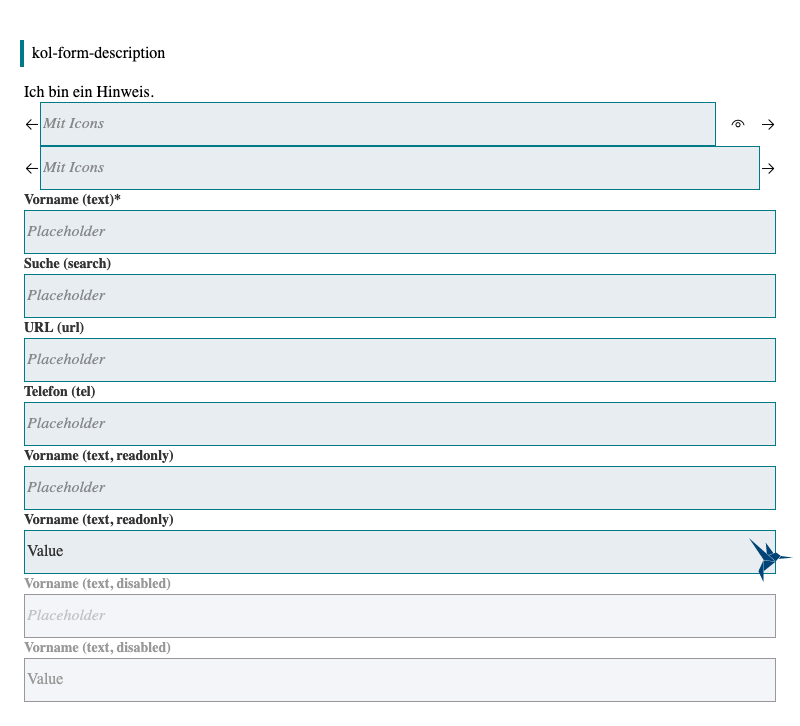 kol-form-description
Ich bin ein Hinweis.
Mit Icons
Mit Icons
Vorname (text)*
Placeholder
Suche (search)
Placeholder
URL (url)
Placeholder
Telefon (tel)
Placeholder
Vorname (text, readonly)
Placeholder
Vorname (text, readonly)
Value
Vorname (text, disabled)
Placeholder
Vorname (text, disabled)
Value